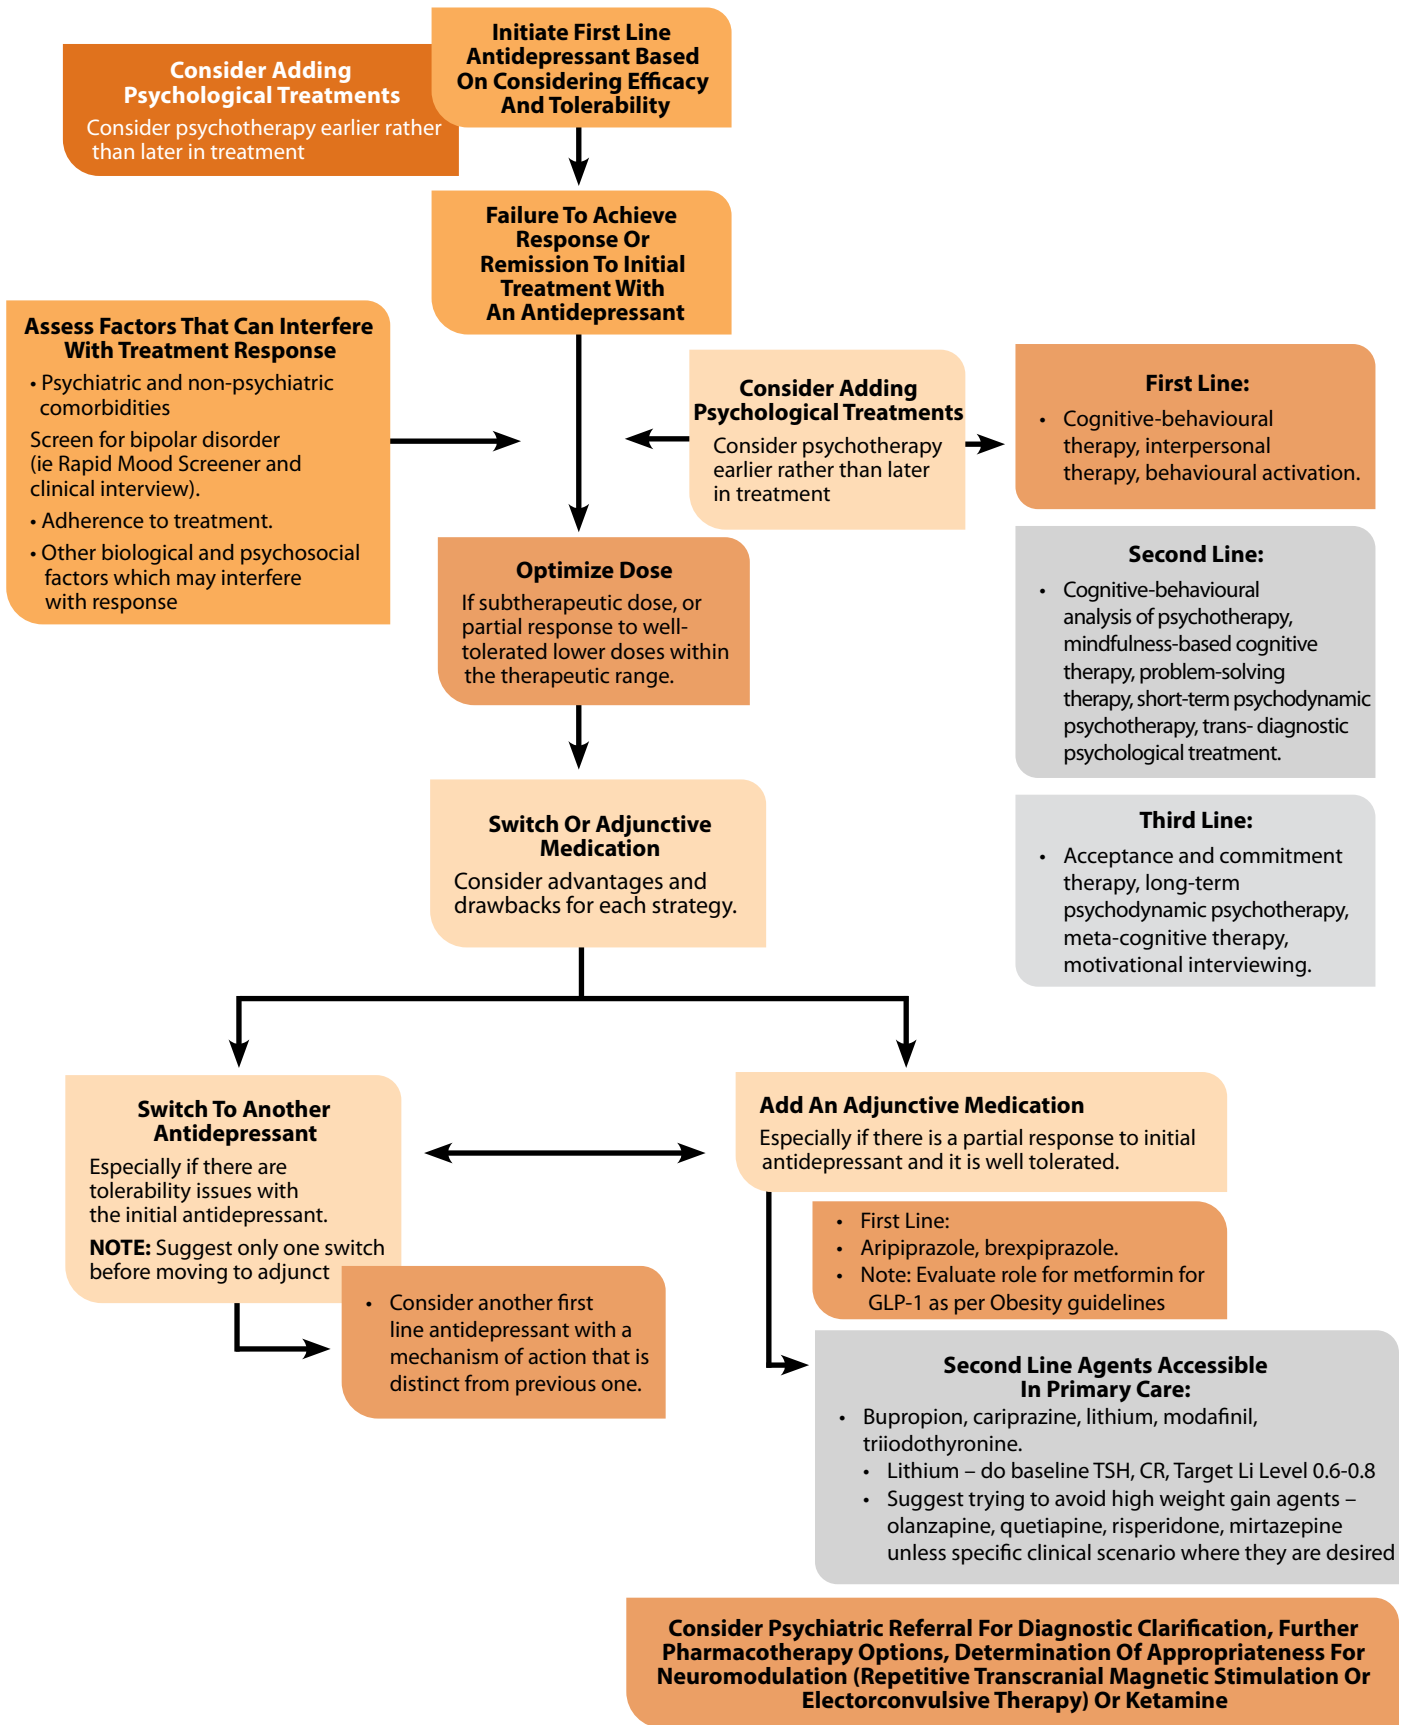 Initiate First Line
Antidepressant Based
On Considering Efficacy
And Tolerability
Consider Adding
Psychological Treatments
Consider psychotherapy earlier rather
than later in treatment
Failure To Achieve
Response Or
Remission To Initial
Treatment With
An Antidepressant
Assess Factors That Can Interfere
With Treatment Response
• Psychiatric and non-psychiatric
comorbidities
Screen for bipolar disorder
(ie Rapid Mood Screener and
clinical interview).
• Adherence to treatment.
• Other biological and psychosocial
factors which may interfere
with response
Consider Adding
Psychological Treatments
Consider psychotherapy
earlier rather than later
in treatment
First Line:
• Cognitive-behavioural
therapy, interpersonal
therapy, behavioural activation.
Second Line:
• Cognitive-behavioural
analysis of psychotherapy,
mindfulness-based cognitive
therapy, problem-solving
therapy, short-term psychodynamic
psychotherapy, trans- diagnostic
psychological treatment.
Third Line:
• Acceptance and commitment
therapy, long-term
psychodynamic psychotherapy,
meta-cognitive therapy,
motivational interviewing.
Optimize Dose
If subtherapeutic dose, or
partial response to well-
tolerated lower doses within
the therapeutic range.
Switch Or Adjunctive
Medication
Consider advantages and
drawbacks for each strategy.
Switch To Another
Antidepressant
Especially if there are
tolerability issues with
the initial antidepressant.
NOTE: Suggest only one switch
before moving to adjunct
• Consider another first
line antidepressant with a
mechanism of action that is
distinct from previous one.
Add An Adjunctive Medication
Especially if there is a partial response to initial
antidepressant and it is well tolerated.
• First Line:
• Aripiprazole, brexpiprazole.
• Note: Evaluate role for metformin for
GLP-1 as per Obesity guidelines
Second Line Agents Accessible
In Primary Care:
• Bupropion, cariprazine, lithium, modafinil,
triiodothyronine.
• Lithium – do baseline TSH, CR, Target Li Level 0.6-0.8
• Suggest trying to avoid high weight gain agents –
olanzapine, quetiapine, risperidone, mirtazepine
unless specific clinical scenario where they are desired
Consider Psychiatric Referral For Diagnostic Clarification, Further
Pharmacotherapy Options, Determination Of Appropriateness For
Neuromodulation (Repetitive Transcranial Magnetic Stimulation Or
Electorconvulsive Therapy) Or Ketamine